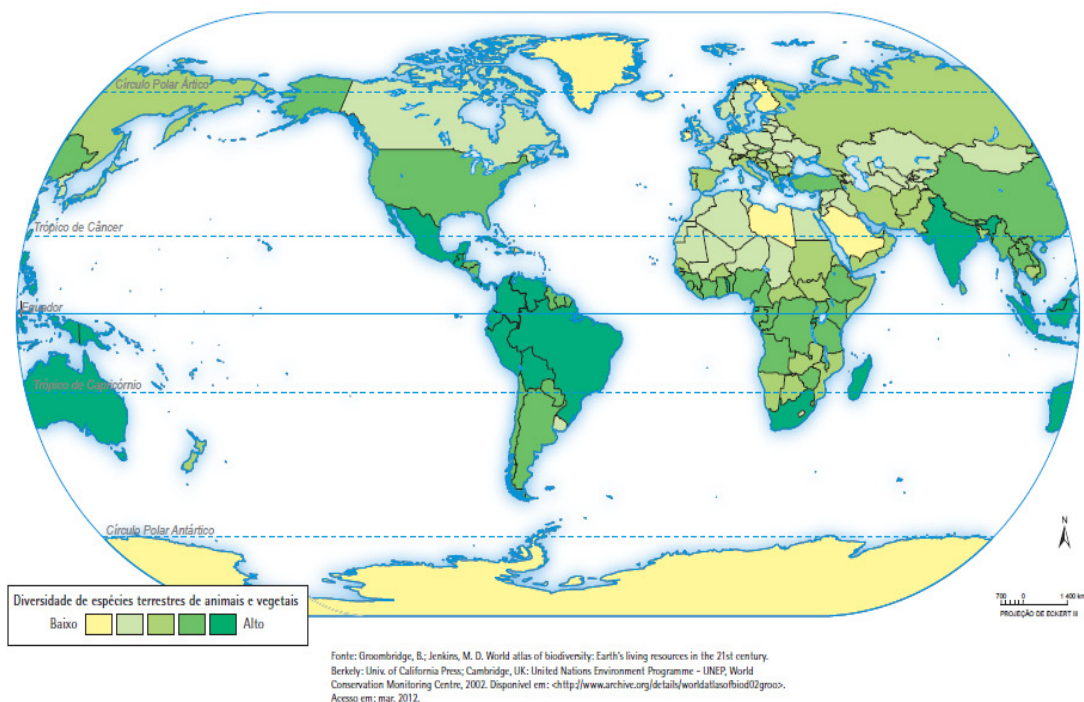 Círculo Polar Ártico
Trópico de Câncer
Equador
Trópico de Capricórnio
Círculo Polar Antártico
N
700 0 1 400 km
PROJEÇÃO DE ECKERT III
Diversidade de espécies terrestres de animais e vegetais
Baixo Alto
Fonte: Groombridge, B.; Jenkins, M. D. World atlas of biodiversity: Earth's living resources in the 21st century.
Berkely: Univ. of California Press; Cambridge, UK: United Nations Environment Programme - UNEP, World
Conservation Monitoring Centre, 2002. Disponível em: <http://www.archive.org/details/worldatlasofbiod02groo>.
Acesso em: mar. 2012.